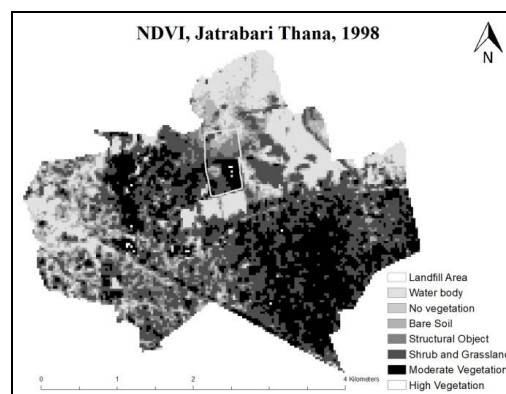 NDVI, Jatrabari Thana, 1998
N
Landfill Area
Water body
No vegetation
Bare Soil
Structural Object
Shrub and Grassland
Moderate Vegetation
High Vegetation
0 1 2 4 Kilometers